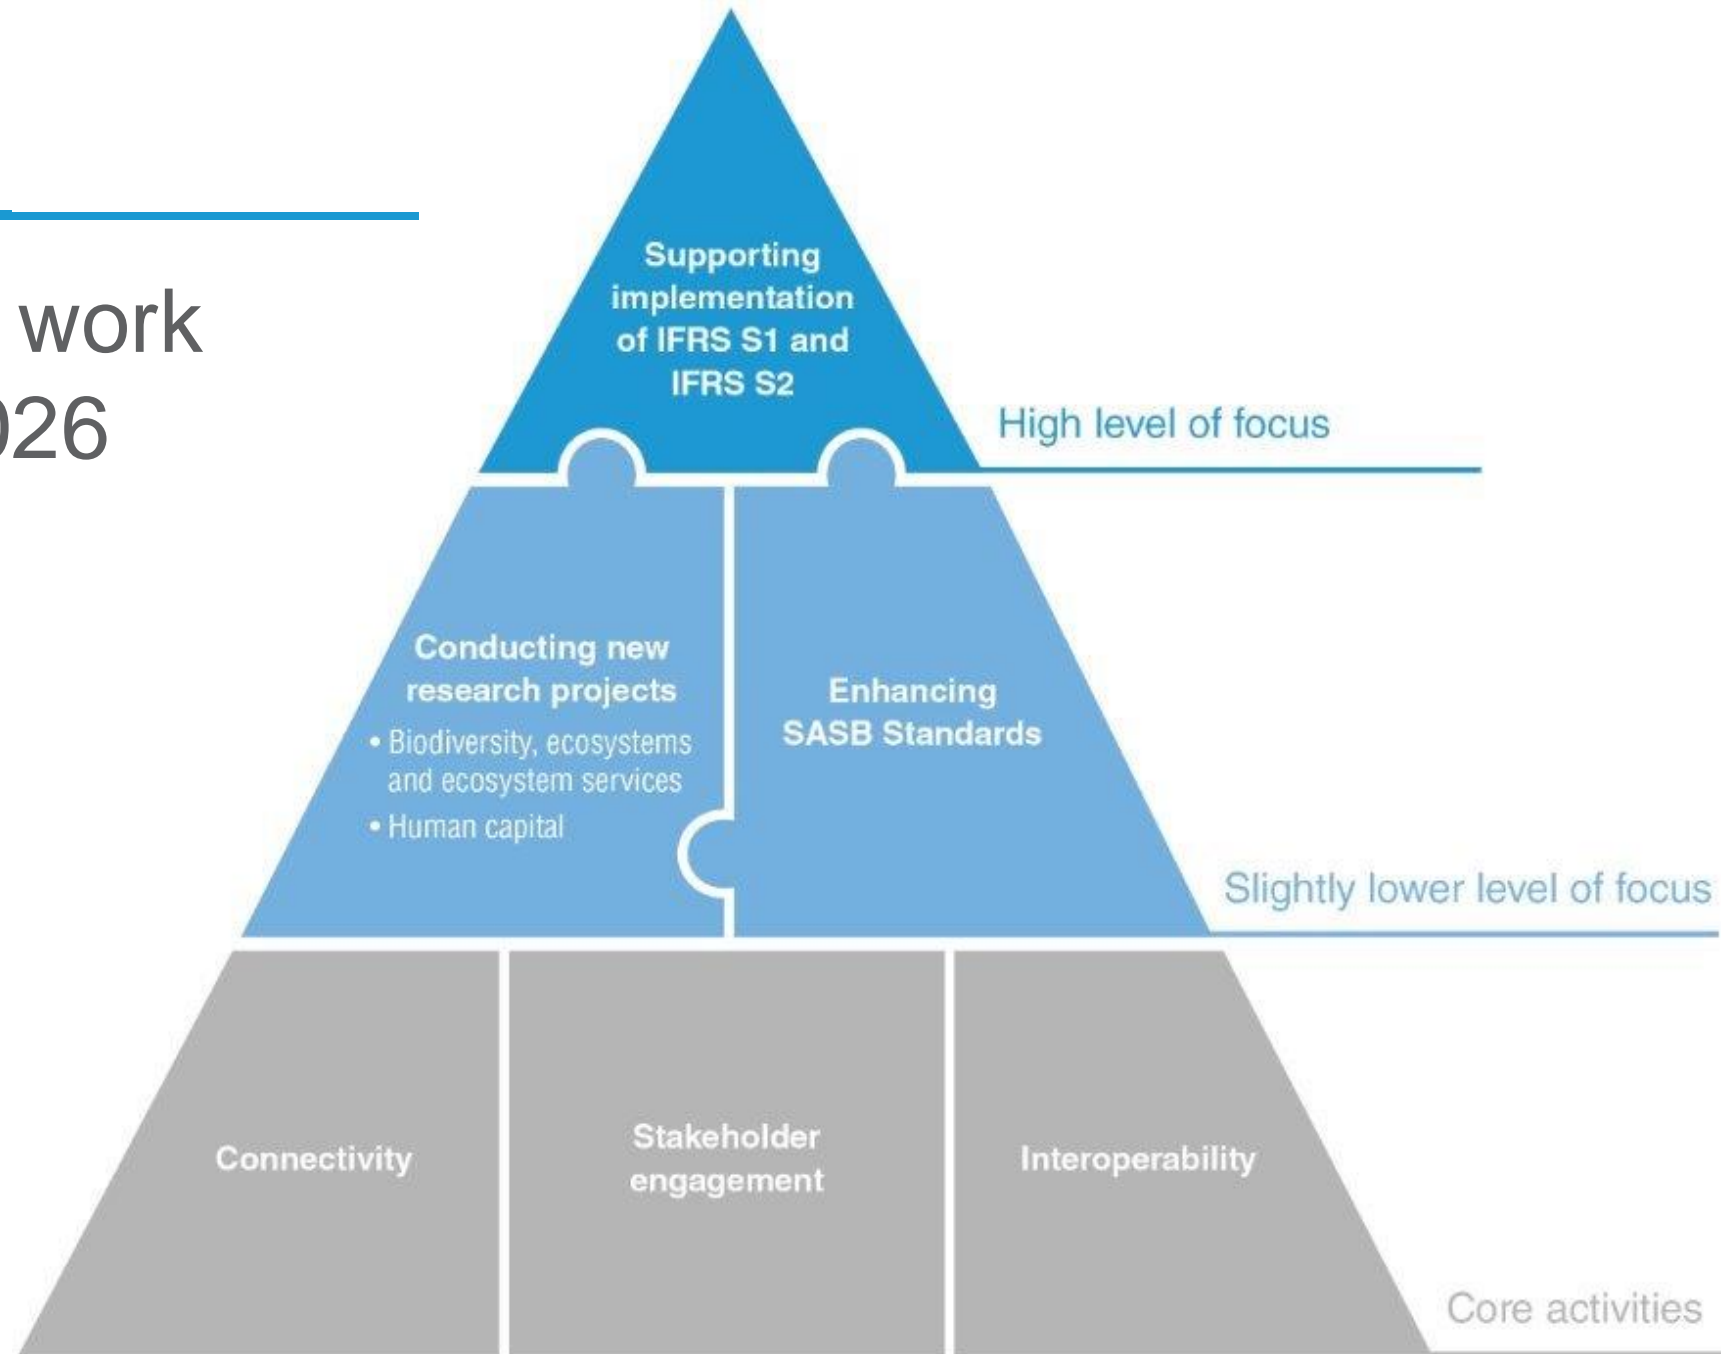 work
026
Supporting
implementation
of IFRS S1 and
IFRS S2
High level of focus
Conducting new
research projects
• Biodiversity, ecosystems
and ecosystem services
• Human capital
Enhancing
SASB Standards
Slightly lower level of focus
Connectivity
Stakeholder
engagement
Interoperability
Core activities